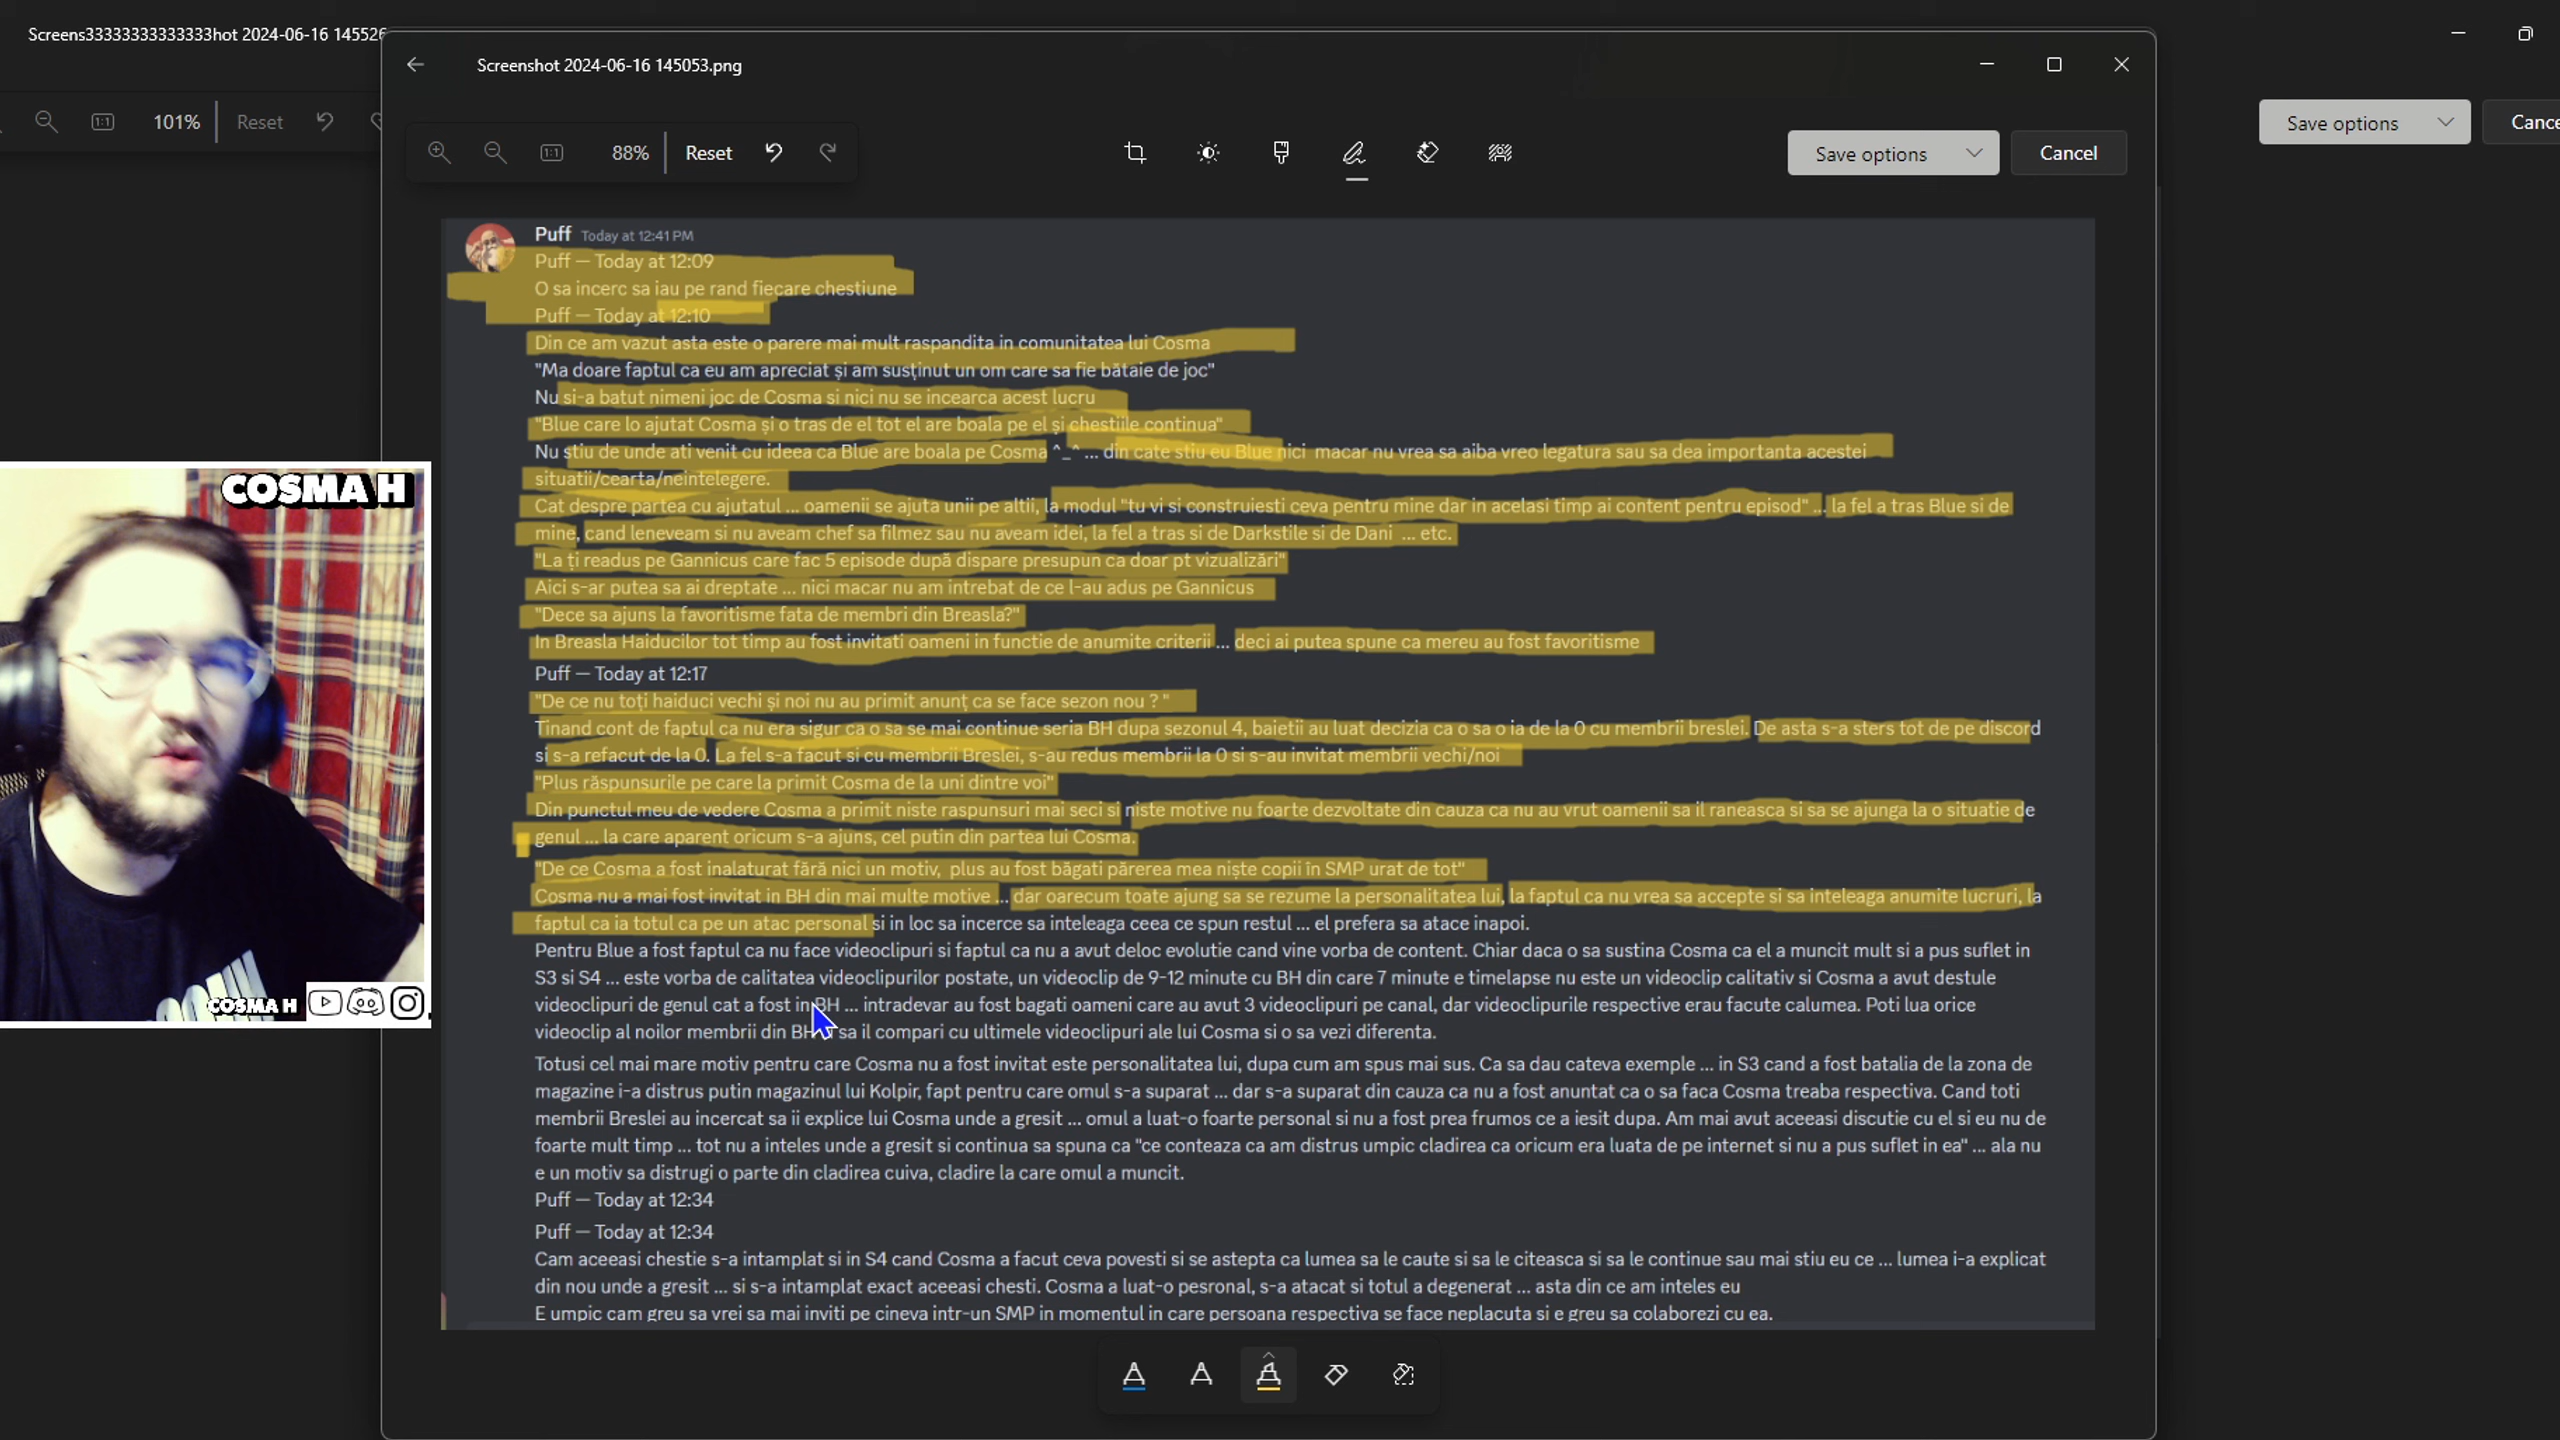 Screens33333333333333hot 2024-06-16 145526
Screenshot 2024-06-16 145053.png
101%
Reset
Save options
88%
Reset
Save options
Cancel
Puff Today at 12:41 PM
Puff — Today at 12:09
O sa incerc sa iau pe rand fiecare chestiune
Puff — Today at 12:10
Din ce am vazut asta este o parere mai mult raspandita in comunitatea lui Cosma
"Ma doare faptul ca eu am apreciat și am susținut un om care sa fie bătaie de joc"
Nu si-a batut nimeni joc de Cosma si nici nu se incearca acest lucru
"Blue care lo ajutat Cosma și o tras de el tot el are boala pe el și chestiile continua"
Nu stiu de unde ati venit cu ideea ca Blue are boala pe Cosma ^_^ ... din cate stiu eu Blue nici macar nu vrea sa aiba vreo legatura sau sa dea importanta acestei
situatii/cearta/neintelegere.
Cat despre partea cu ajutatul ... oamenii se ajuta unii pe altii, la modul "tu vi si construiesti ceva pentru mine dar in acelasi timp ai content pentru episod" ... la fel a tras Blue si de
mine, cand leneveam si nu aveam chef sa filmez sau nu aveam idei, la fel a tras si de Darkstile si de Dani ... etc.
"La ți readus pe Gannicus care fac 5 episode după dispare presupun ca doar pt vizualizări"
Aici s-ar putea sa ai dreptate ... nici macar nu am intrebat de ce l-au adus pe Gannicus
"Dece sa ajuns la favoritisme fata de membri din Breasla?"
In Breasla Haiducilor tot timp au fost invitati oameni in functie de anumite criterii ... deci ai putea spune ca mereu au fost favoritisme
Puff — Today at 12:17
"De ce nu toți haiduci vechi și noi nu au primit anunț ca se face sezon nou ? "
Tinand cont de faptul ca nu era sigur ca o sa se mai continue seria BH dupa sezonul 4, baietii au luat decizia ca o sa o ia de la 0 cu membrii breslei. De asta s-a sters tot de pe discord
si s-a refacut de la 0. La fel s-a facut si cu membrii Breslei, s-au redus membrii la 0 si s-au invitat membrii vechi/noi
"Plus răspunsurile pe care la primit Cosma de la uni dintre voi"
Din punctul meu de vedere Cosma a primit niste raspunsuri mai seci si niste motive nu foarte dezvoltate din cauza ca nu au vrut oamenii sa il raneasca si sa se ajunga la o situatie de
genul ... la care aparent oricum s-a ajuns, cel putin din partea lui Cosma.
"De ce Cosma a fost inalaturat fără nici un motiv, plus au fost băgati părerea mea niște copii în SMP urat de tot"
Cosma nu a mai fost invitat in BH din mai multe motive ... dar oarecum toate ajung sa se rezume la personalitatea lui, la faptul ca nu vrea sa accepte si sa inteleaga anumite lucruri, la
faptul ca ia totul ca pe un atac personal si in loc sa incerce sa inteleaga ceea ce spun restul ... el prefera sa atace inapoi.
Pentru Blue a fost faptul ca nu face videoclipuri si faptul ca nu a avut deloc evolutie cand vine vorba de content. Chiar daca o sa sustina Cosma ca el a muncit mult si a pus suflet in
S3 si S4 ... este vorba de calitatea videoclipurilor postate, un videoclip de 9-12 minute cu BH din care 7 minute e timelapse nu este un videoclip calitativ si Cosma a avut destule
videoclipuri de genul cat a fost in BH ... intradevar au fost bagati oameni care au avut 3 videoclipuri pe canal, dar videoclipurile respective erau facute calumea. Poti lua orice
videoclip al noilor membrii din BH sa il compari cu ultimele videoclipuri ale lui Cosma si o sa vezi diferenta.
Totusi cel mai mare motiv pentru care Cosma nu a fost invitat este personalitatea lui, dupa cum am spus mai sus. Ca sa dau cateva exemple ... in S3 cand a fost batalia de la zona de
magazine i-a distrus putin magazinul lui Kolpir, fapt pentru care omul s-a suparat ... dar s-a suparat din cauza ca nu a fost anuntat ca o sa faca Cosma treaba respectiva. Cand toti
membrii Breslei au incercat sa ii explice lui Cosma unde a gresit ... omul a luat-o foarte personal si nu a fost prea frumos ce a iesit dupa. Am mai avut aceeasi discutie cu el si eu nu de
foarte mult timp ... tot nu a inteles unde a gresit si continua sa spuna ca "ce conteaza ca am distrus umpic cladirea ca oricum era luata de pe internet si nu a pus suflet in ea" ... ala nu
e un motiv sa distrugi o parte din cladirea cuiva, cladire la care omul a muncit.
Puff — Today at 12:34
Puff — Today at 12:34
Cam aceeasi chestie s-a intamplat si in S4 cand Cosma a facut ceva povesti si se astepta ca lumea sa le caute si sa le citeasca si sa le continue sau mai stiu eu ce ... lumea i-a explicat
din nou unde a gresit ... si s-a intamplat exact aceeasi chesti. Cosma a luat-o pesronal, s-a atacat si totul a degenerat ... asta din ce am inteles eu
E umpic cam greu sa vrei sa mai inviti pe cineva intr-un SMP in momentul in care persoana respectiva se face neplacuta si e greu sa colaborezi cu ea.
COSMA H
COSMA H